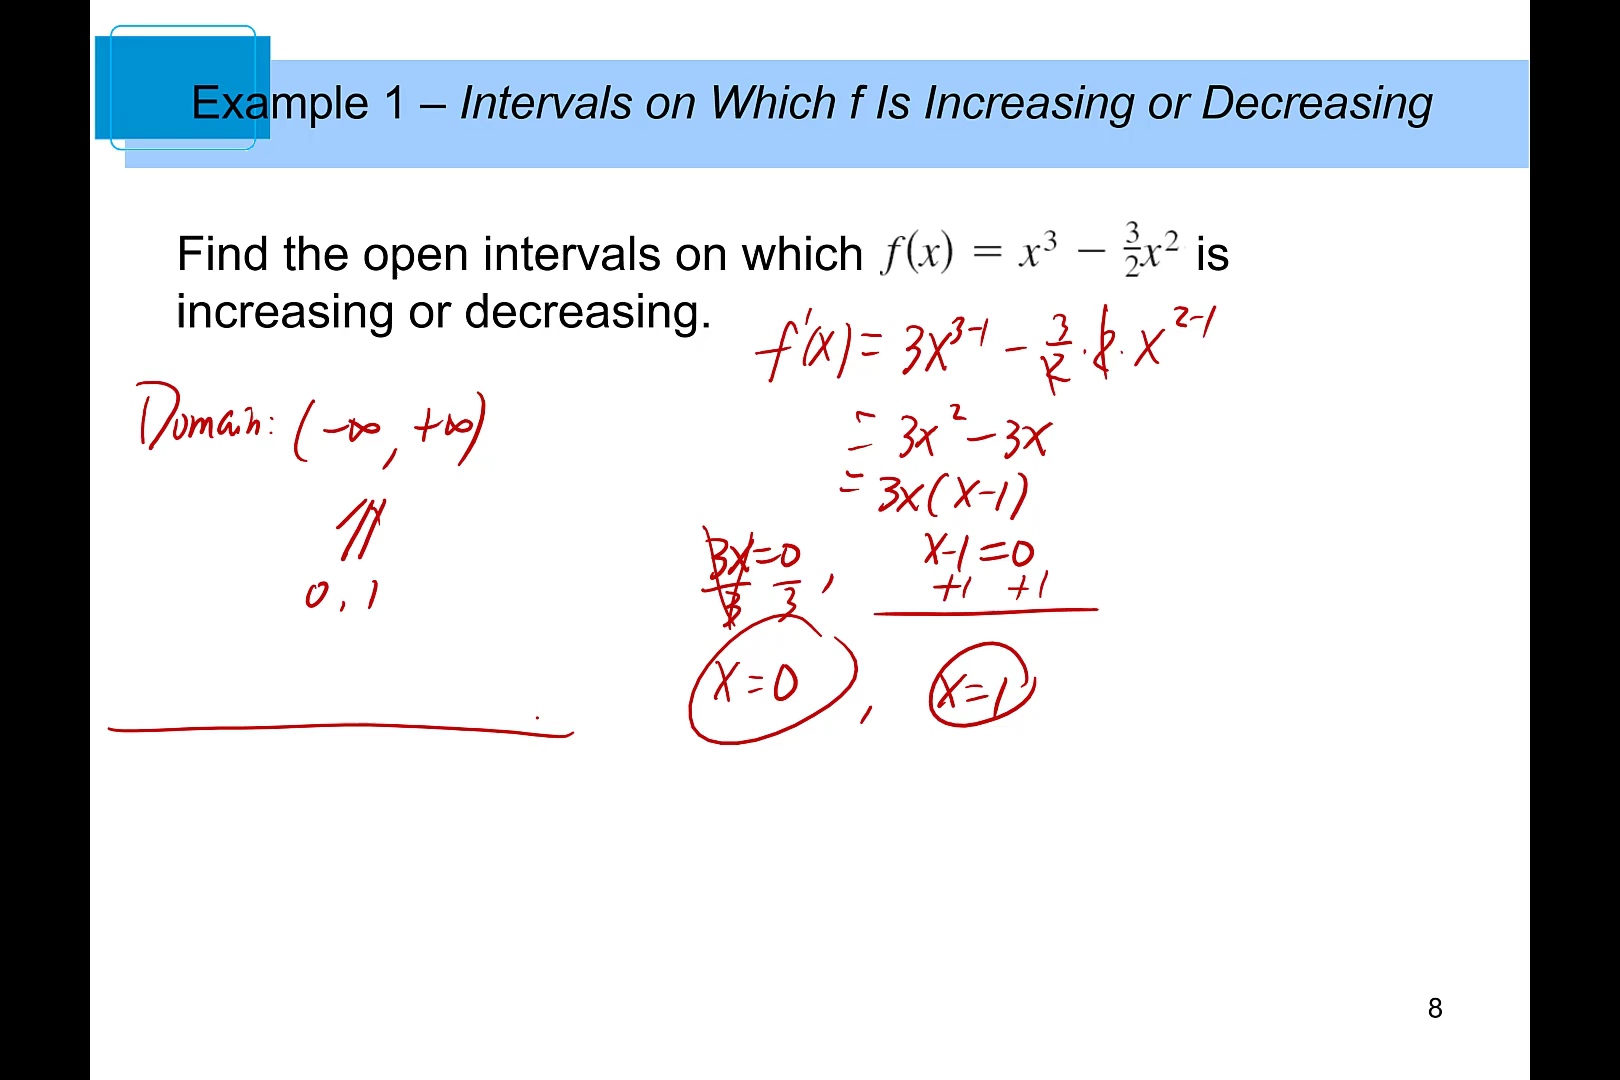 Example 1 – Intervals on Which f Is Increasing or Decreasing
Find the open intervals on which f(x) = x³ − 3/2x² is
increasing or decreasing.
f'(x) = 3x³⁻¹ − 3/2 · 2 · x²⁻¹
Domain: (−∞, +∞)
= 3x² − 3x
= 3x(x−1)
3x=0, x−1=0
3 3 +1 +1
0, 1
x=0, x=1
8